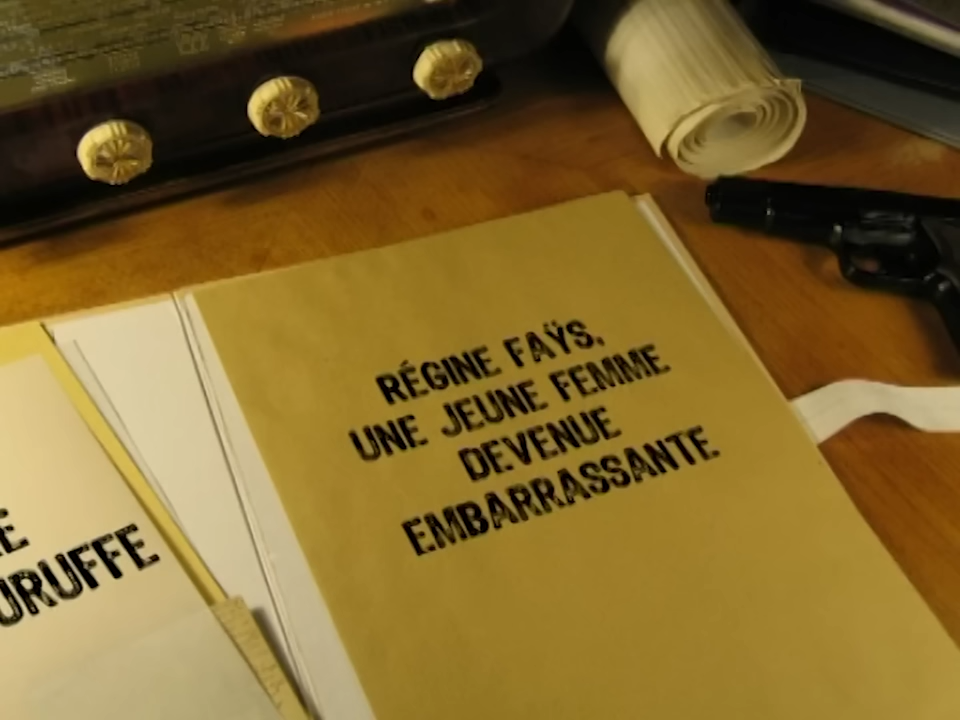 RÉGINE FAŸS,
UNE JEUNE FEMME
DEVENUE
EMBARRASSANTE
URUFFE